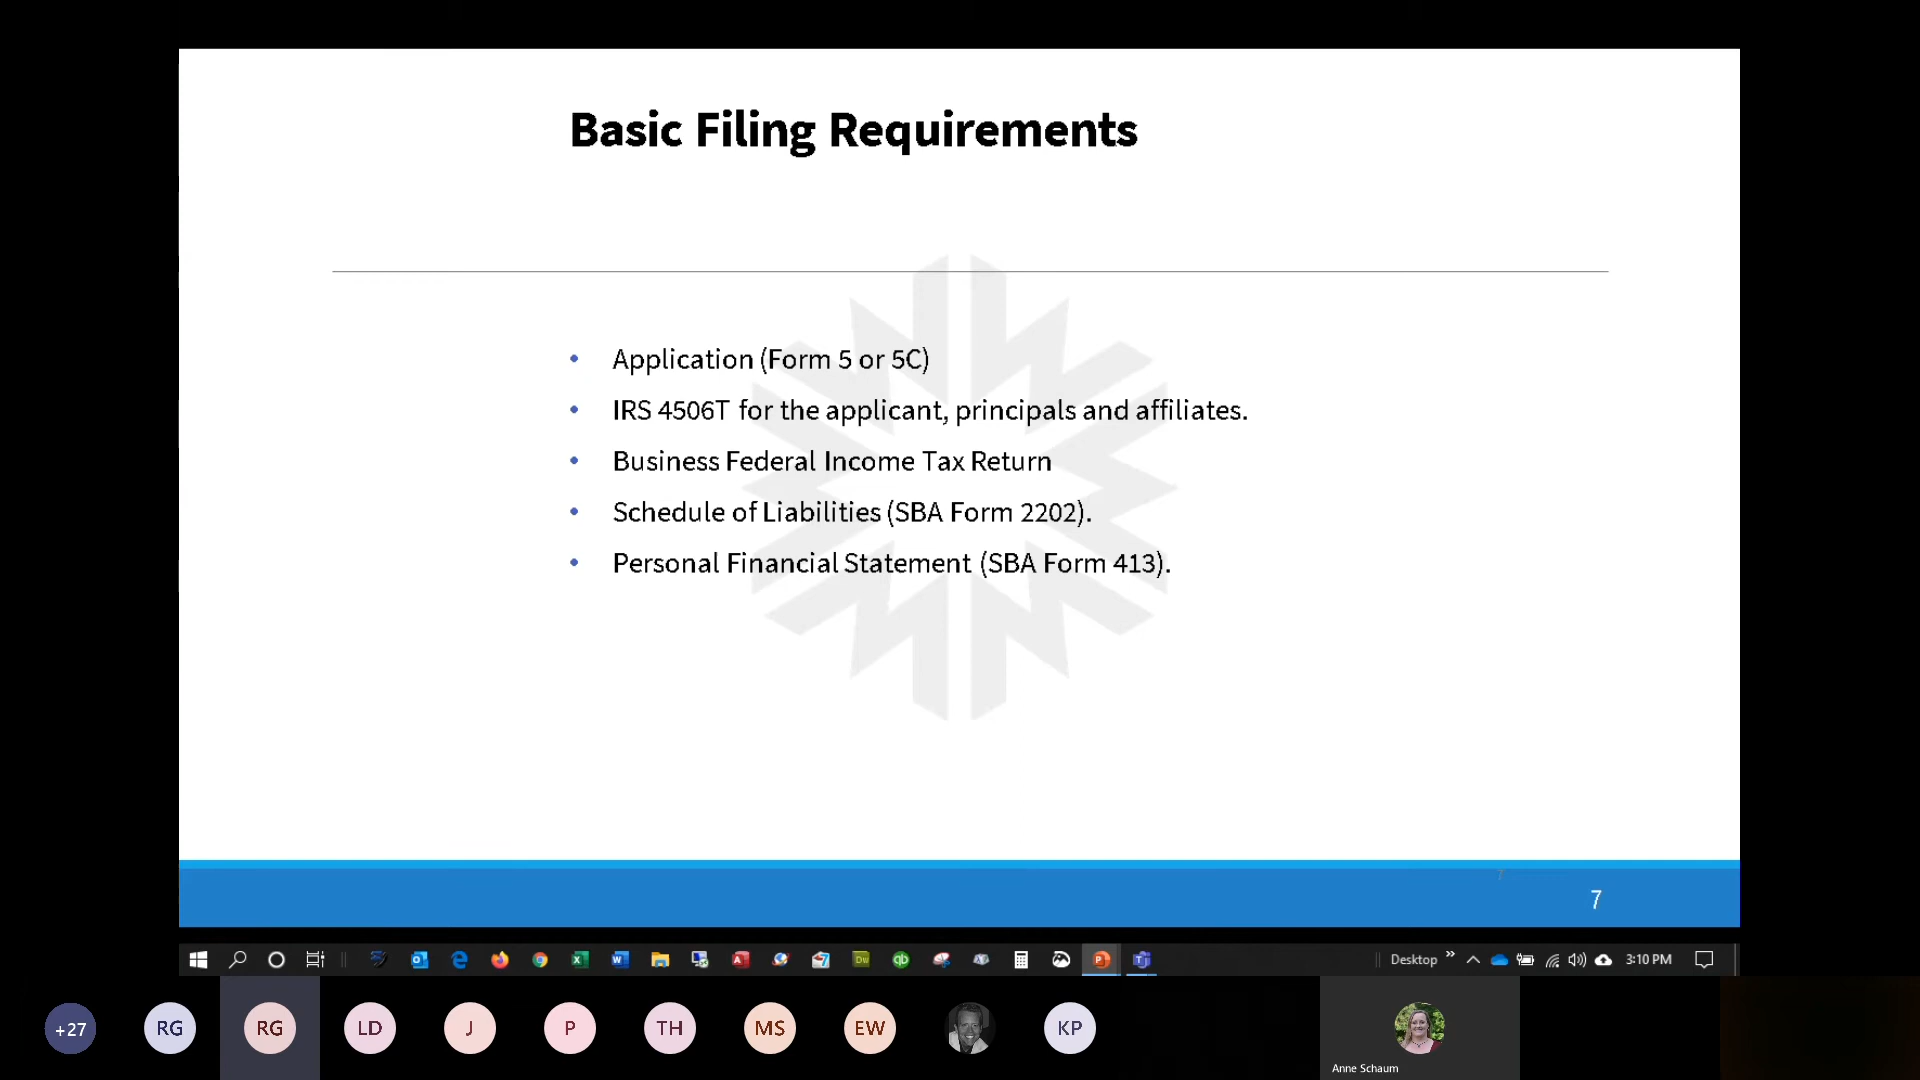 Basic Filing Requirements
• Application (Form 5 or 5C)
• IRS 4506T for the applicant, principals and affiliates.
• Business Federal Income Tax Return
• Schedule of Liabilities (SBA Form 2202).
• Personal Financial Statement (SBA Form 413).
7
7
Desktop » 3:10 PM
+27 RG RG LD J P TH MS EW KP
Anne Schaum